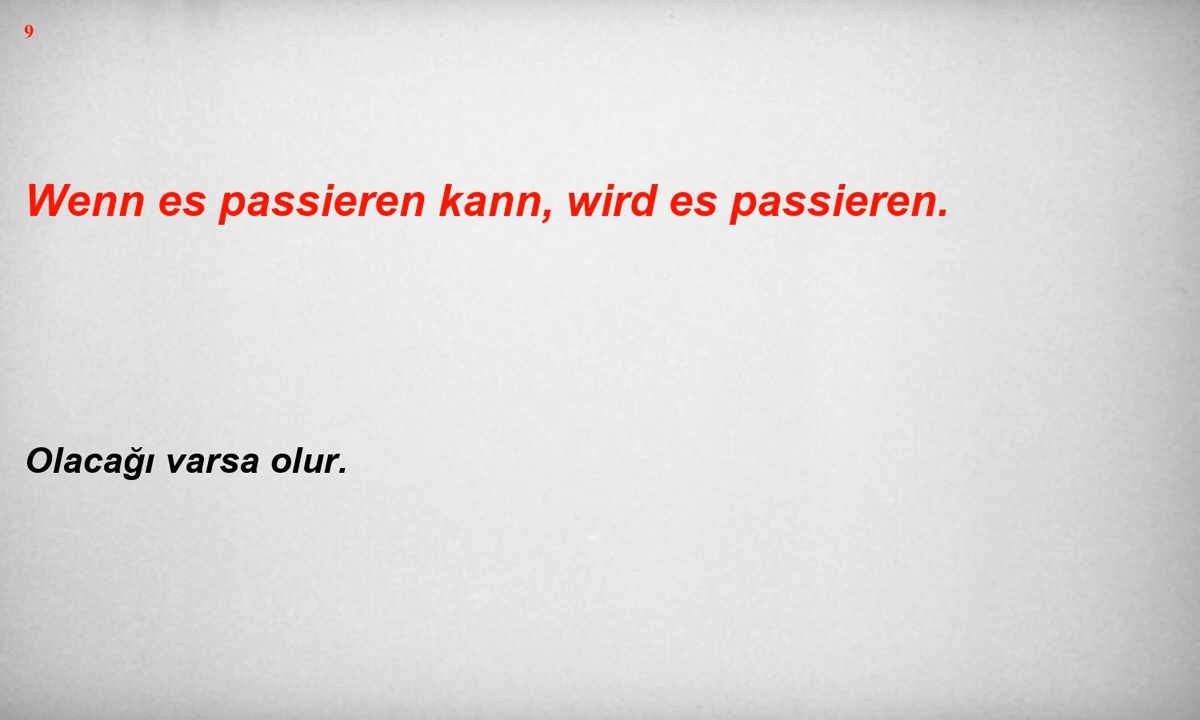 9
Wenn es passieren kann, wird es passieren.
Olacağı varsa olur.